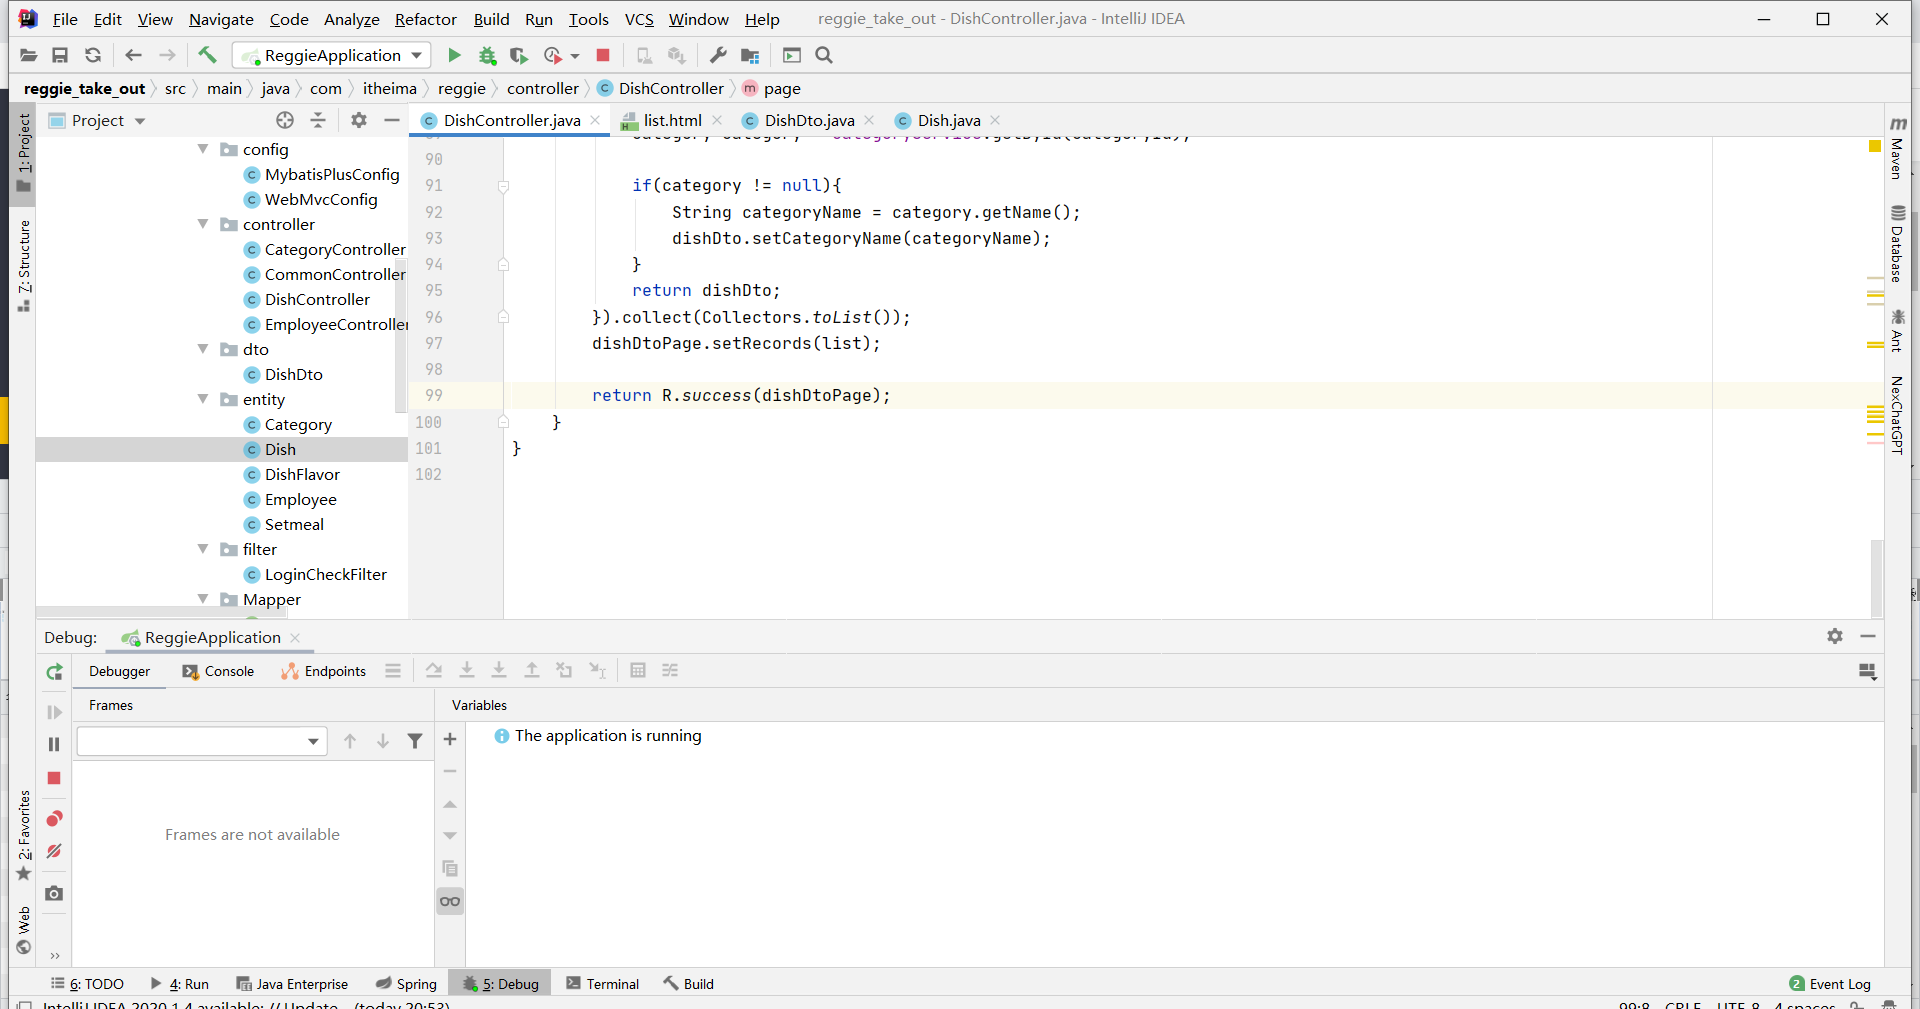 File Edit View Navigate Code Analyze Refactor Build Run Tools VCS Window Help reggie_take_out - DishController.java - IntelliJ IDEA
ReggieApplication
reggie_take_out src main java com itheima reggie controller DishController page
Project
DishController.java list.html DishDto.java Dish.java
config
MybatisPlusConfig
WebMvcConfig
controller
CategoryController
CommonController
DishController
EmployeeController
dto
DishDto
entity
Category
Dish
DishFlavor
Employee
Setmeal
filter
LoginCheckFilter
Mapper
90
91 if(category != null){
92 String categoryName = category.getName();
93 dishDto.setCategoryName(categoryName);
94 }
95 return dishDto;
96 }).collect(Collectors.toList());
97 dishDtoPage.setRecords(list);
98
99 return R.success(dishDtoPage);
100 }
101 }
102
1: Project
7: Structure
2: Favorites
Web
Maven
Database
Ant
NexChatGPT
Debug: ReggieApplication
Debugger Console Endpoints
Frames Variables
The application is running
Frames are not available
6: TODO 4: Run Java Enterprise Spring 5: Debug Terminal Build 2 Event Log
IntelliJ IDEA 2020.1.4 available: // Update... (today 20:53) 99:8 CRLF UTF-8 4 spaces